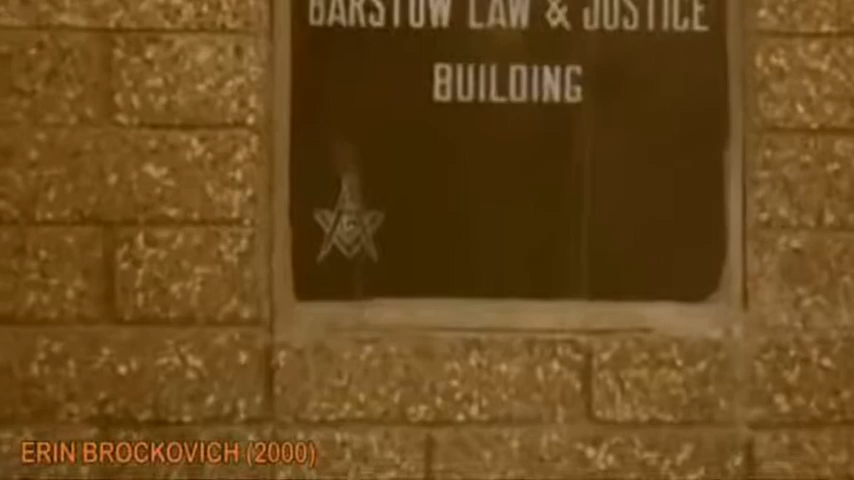 BARSTOW LAW & JUSTICE
BUILDING
G
ERIN BROCKOVICH (2000)